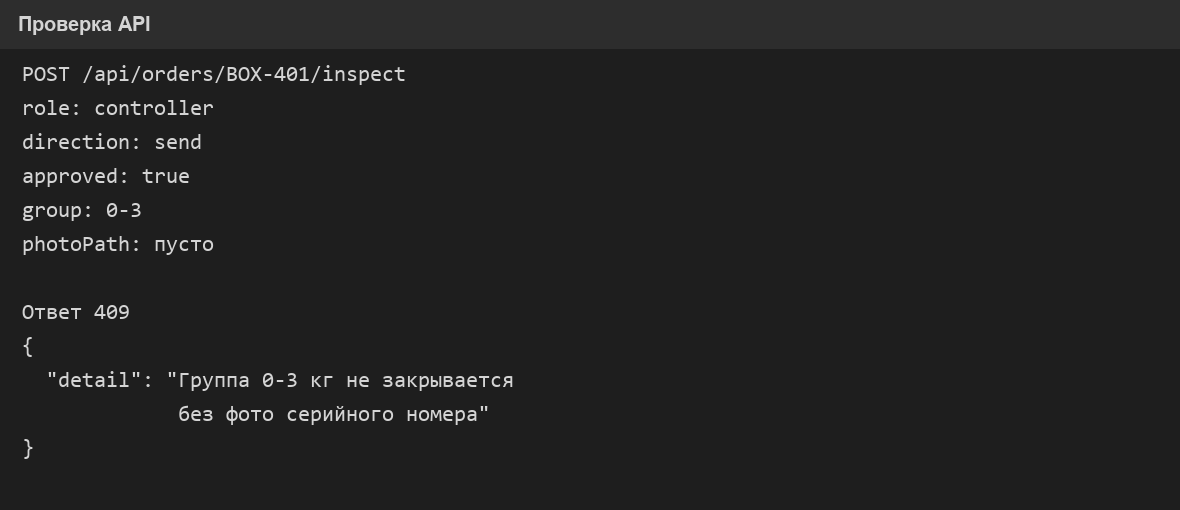 Проверка API
POST /api/orders/BOX-401/inspect
role: controller
direction: send
approved: true
group: 0-3
photoPath: пусто
Ответ 409
{
"detail": "Группа 0-3 кг не закрывается
без фото серийного номера"
}